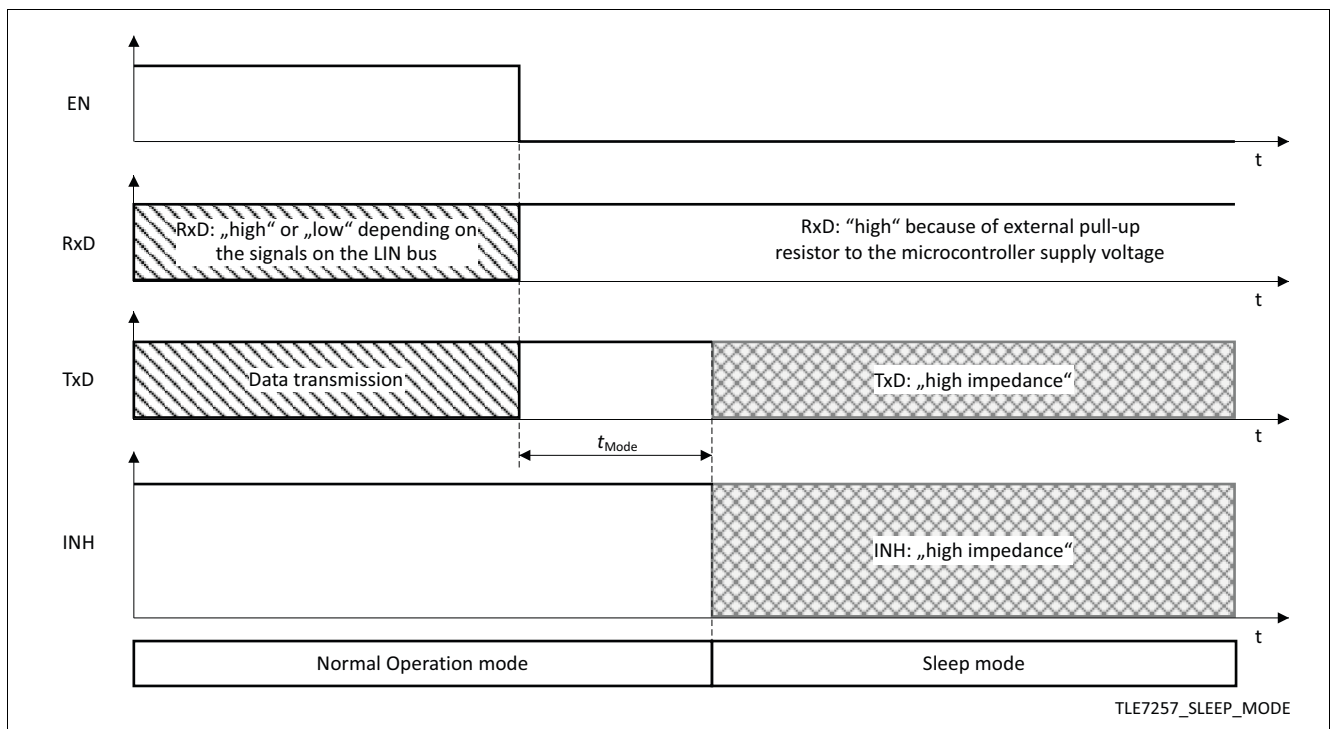 EN
t
RxD
RxD: „high“ or „low“ depending on
the signals on the LIN bus
RxD: “high“ because of external pull-up
resistor to the microcontroller supply voltage
t
TxD
Data transmission
TxD: „high impedance“
t
tMode
INH
INH: „high impedance“
t
Normal Operation mode
Sleep mode
TLE7257_SLEEP_MODE